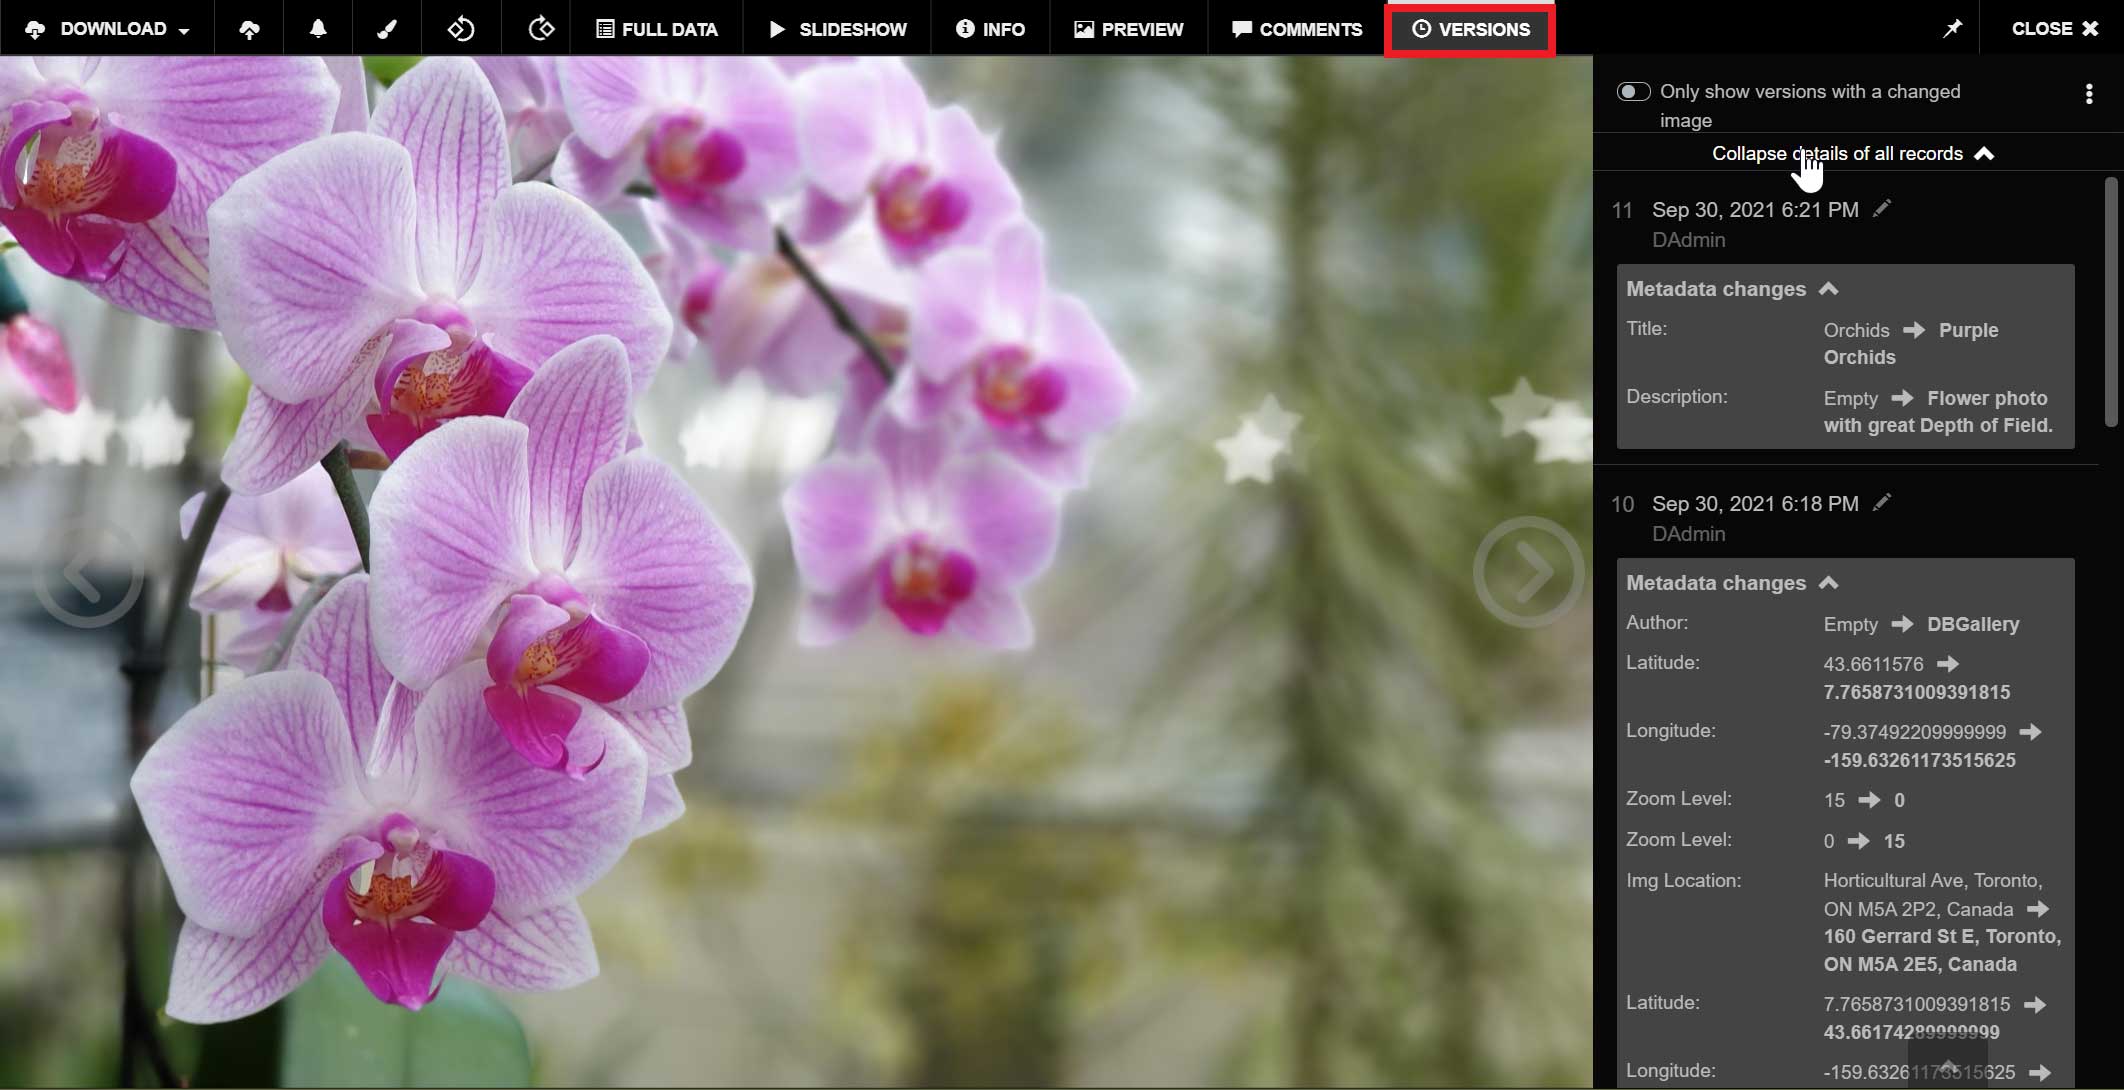 DOWNLOAD FULL DATA SLIDESHOW INFO PREVIEW COMMENTS VERSIONS CLOSE
Only show versions with a changed
image
Collapse details of all records
11 Sep 30, 2021 6:21 PM
DAdmin
Metadata changes
Title: Orchids Purple
Orchids
Description: Empty Flower photo
with great Depth of Field.
10 Sep 30, 2021 6:18 PM
DAdmin
Metadata changes
Author: Empty DBGallery
Latitude: 43.6611576
7.7658731009391815
Longitude: -79.37492209999999
-159.63261173515625
Zoom Level: 15 0
Zoom Level: 0 15
Img Location: Horticultural Ave, Toronto,
ON M5A 2P2, Canada
160 Gerrard St E, Toronto,
ON M5A 2E5, Canada
Latitude: 7.7658731009391815
43.66174289999999
Longitude: -159.63261173515625